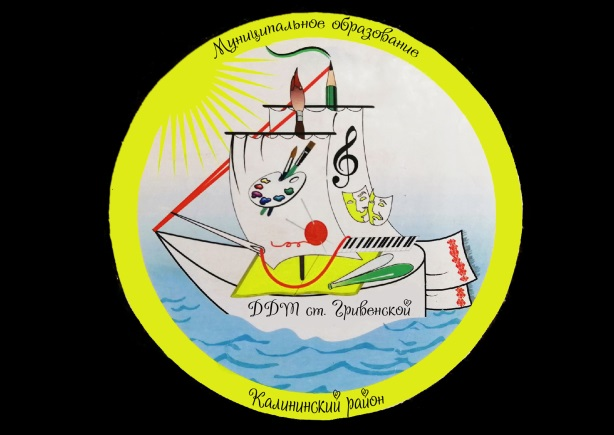 Муниципальное образование
ДДТ ст. Гривенской
Калининский район